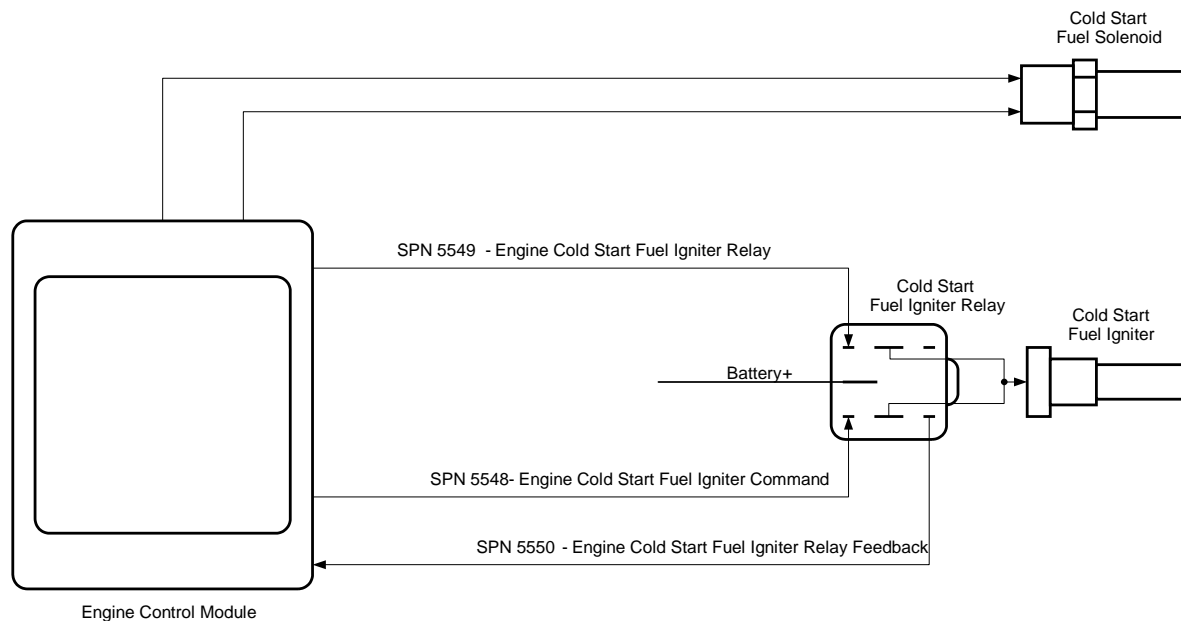 Cold Start
Fuel Solenoid
SPN 5549 - Engine Cold Start Fuel Igniter Relay
Cold Start
Fuel Igniter Relay
Cold Start
Fuel Igniter
Battery+
SPN 5548- Engine Cold Start Fuel Igniter Command
SPN 5550 - Engine Cold Start Fuel Igniter Relay Feedback
Engine Control Module